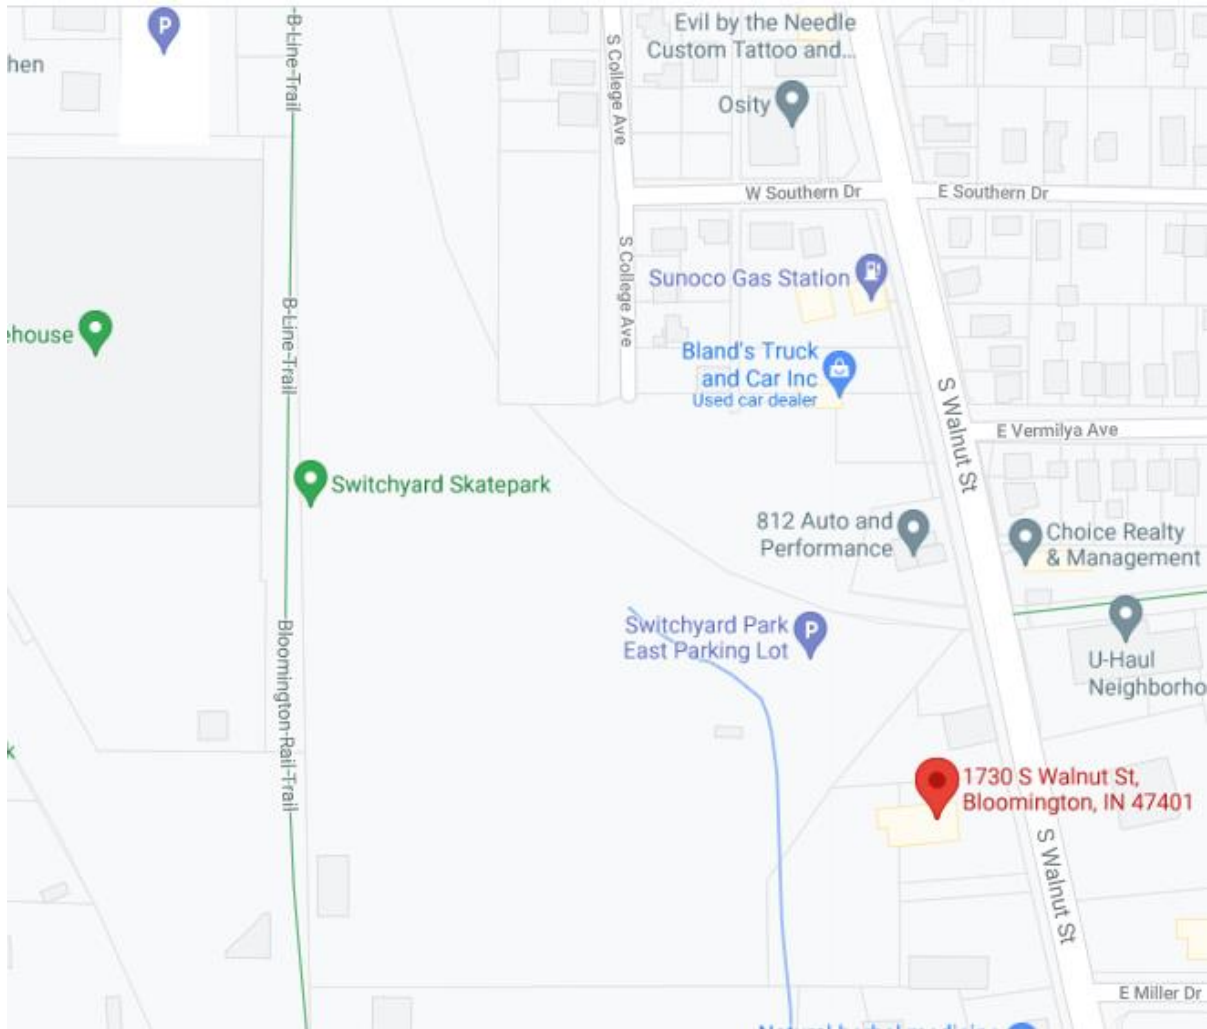 P
B-Line-Trail
hen
Evil by the Needle
Custom Tattoo and...
Osity
S College Ave
W Southern Dr
E Southern Dr
S College Ave
Sunoco Gas Station
B-Line-Trail
ehouse
Bland's Truck
and Car Inc
Used car dealer
S Walnut St
E Vermilya Ave
Switchyard Skatepark
812 Auto and
Performance
Choice Realty
& Management
Switchyard Park
East Parking Lot
P
U-Haul
Neighborho
Bloomington-Rail-Trail
k
1730 S Walnut St,
Bloomington, IN 47401
S Walnut St
E Miller Dr